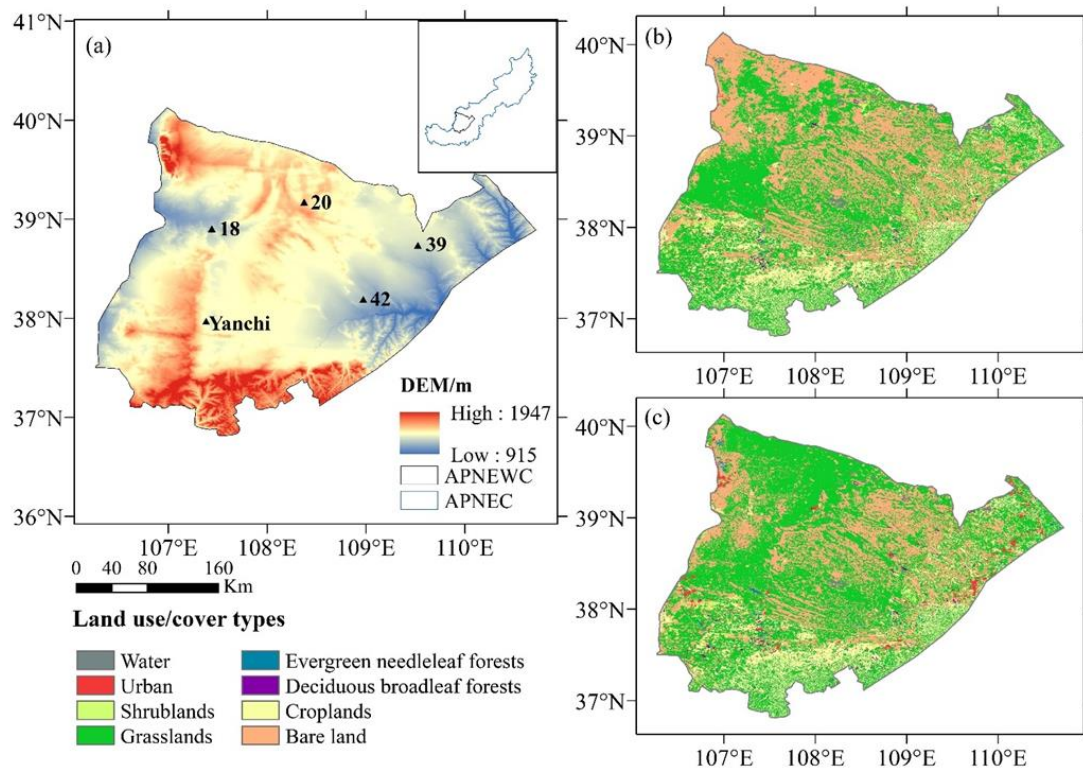 (a)
41°N
40°N
39°N
38°N
37°N
36°N
20
18
39
42
Yanchi
DEM/m
High : 1947
Low : 915
APNEWC
APNEC
107°E 108°E 109°E 110°E
0 40 80 160
Km
Land use/cover types
Water
Urban
Shrublands
Grasslands
Evergreen needleleaf forests
Deciduous broadleaf forests
Croplands
Bare land
(b)
40°N
39°N
38°N
37°N
107°E 108°E 109°E 110°E
(c)
40°N
39°N
38°N
37°N
107°E 108°E 109°E 110°E